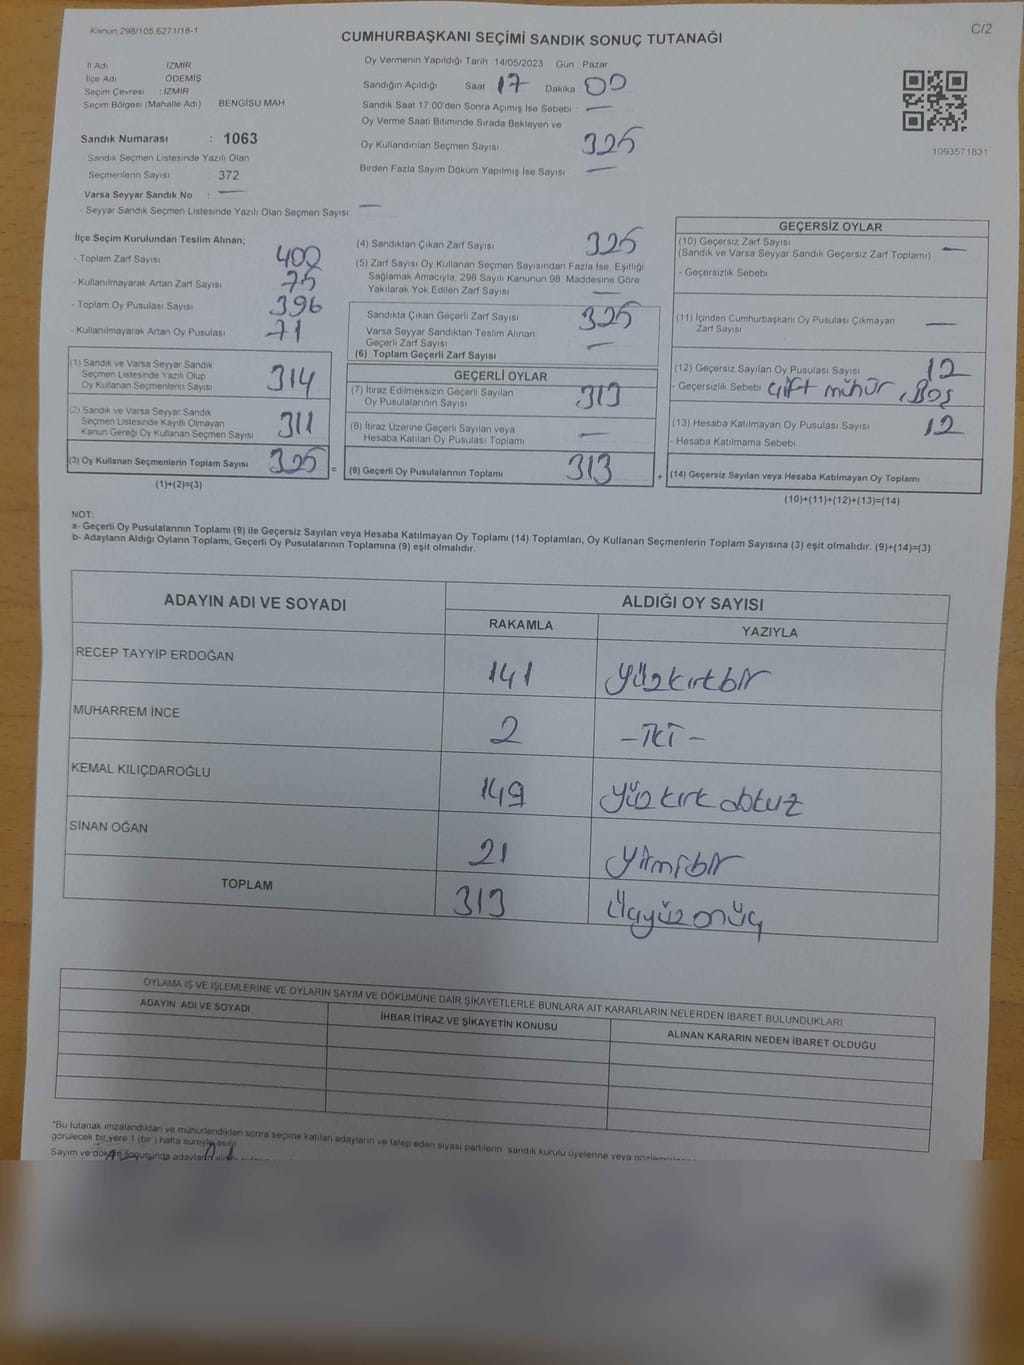 Kanun 298/105,6271/18-1
C/2
CUMHURBAŞKANI SEÇİMİ SANDIK SONUÇ TUTANAĞI
İl Adı İZMİR
İlçe Adı ÖDEMİŞ
Seçim Çevresi : İZMİR
Seçim Bölgesi (Mahalle Adı) BENGİSU MAH
Sandık Numarası : 1063
- Sandık Seçmen Listesinde Yazılı Olan
Seçmenlerin Sayısı : 372
Varsa Seyyar Sandık No : —
- Seyyar Sandık Seçmen Listesinde Yazılı Olan Seçmen Sayısı —
Oy Vermenin Yapıldığı Tarih 14/05/2023 Gün : Pazar
Sandığın Açıldığı Saat 17 Dakika 00
Sandık Saat 17:00'den Sonra Açımış İse Sebebi : —
Oy Verme Saati Bitiminde Sırada Bekleyen ve
Oy Kullandırılan Seçmen Sayısı 325
Birden Fazla Sayım Döküm Yapılmış İse Sayısı : —
1093571831
İlçe Seçim Kurulundan Teslim Alınan;
- Toplam Zarf Sayısı 400
- Kullanılmayarak Artan Zarf Sayısı 75
- Toplam Oy Pusulası Sayısı 396
- Kullanılmayarak Artan Oy Pusulası 71
(1) Sandık ve Varsa Seyyar Sandık
Seçmen Listesinde Yazılı Olup
Oy Kullanan Seçmenlerin Sayısı 314
(2) Sandık ve Varsa Seyyar Sandık
Seçmen Listesinde Kayıtlı Olmayan
Kanun Gereği Oy Kullanan Seçmen Sayısı 311
(3) Oy Kullanan Seçmenlerin Toplam Sayısı 325 =
(1)+(2)=(3)
(4) Sandıktan Çıkan Zarf Sayısı 325
(5) Zarf Sayısı Oy Kullanan Seçmen Sayısından Fazla İse, Eşitliği
Sağlamak Amacıyla, 298 Sayılı Kanunun 98. Maddesine Göre
Yakılarak Yok Edilen Zarf Sayısı —
Sandıkta Çıkan Geçerli Zarf Sayısı 325
Varsa Seyyar Sandıktan Teslim Alınan
Geçerli Zarf Sayısı —
(6) Toplam Geçerli Zarf Sayısı
GEÇERLİ OYLAR
(7) İtiraz Edilmeksizin Geçerli Sayılan
Oy Pusulalarının Sayısı 313
(8) İtiraz Üzerine Geçerli Sayılan veya
Hesaba Katılan Oy Pusulası Toplamı —
(9) Geçerli Oy Pusulalarının Toplamı 313 +
GEÇERSİZ OYLAR
(10) Geçersiz Zarf Sayısı —
(Sandık ve Varsa Seyyar Sandık Geçersiz Zarf Toplamı)
- Geçersizlik Sebebi
(11) İçinden Cumhurbaşkanı Oy Pusulası Çıkmayan
Zarf Sayısı —
(12) Geçersiz Sayılan Oy Pusulası Sayısı 12
- Geçersizlik Sebebi çift mühür, Boş
(13) Hesaba Katılmayan Oy Pusulası Sayısı 12
- Hesaba Katılmama Sebebi
(14) Geçersiz Sayılan veya Hesaba Katılmayan Oy Toplamı
(10)+(11)+(12)+(13)=(14)
NOT:
a- Geçerli Oy Pusulalarının Toplamı (9) ile Geçersiz Sayılan veya Hesaba Katılmayan Oy Toplamı (14) Toplamları, Oy Kullanan Seçmenlerin Toplam Sayısına (3) eşit olmalıdır. (9)+(14)=(3)
b- Adayların Aldığı Oyların Toplamı, Geçerli Oy Pusulalarının Toplamına (9) eşit olmalıdır.
ADAYIN ADI VE SOYADI ALDIĞI OY SAYISI
RAKAMLA YAZIYLA
RECEP TAYYİP ERDOĞAN 141 yüzkırkbir
MUHARREM İNCE 2 -İki-
KEMAL KILIÇDAROĞLU 149 yüz kırk dokuz
SİNAN OĞAN 21 yirmibir
TOPLAM 313 üçyüz onüç
OYLAMA İŞ VE İŞLEMLERİNE VE OYLARIN SAYIM VE DÖKÜMÜNE DAİR ŞİKAYETLERLE BUNLARA AİT KARARLARIN NELERDEN İBARET BULUNDUKLARI
ADAYIN ADI VE SOYADI İHBAR İTİRAZ VE ŞİKAYETİN KONUSU ALINAN KARARIN NEDEN İBARET OLDUĞU
*Bu tutanak imzalandıktan ve mühürlendikten sonra seçime katılan adayların ve talep eden siyasi partilerin sandık kurulu üyelerine veya
görülecek bir yere 1 (bir) hafta süreyle asılır.
Sayım ve döküm